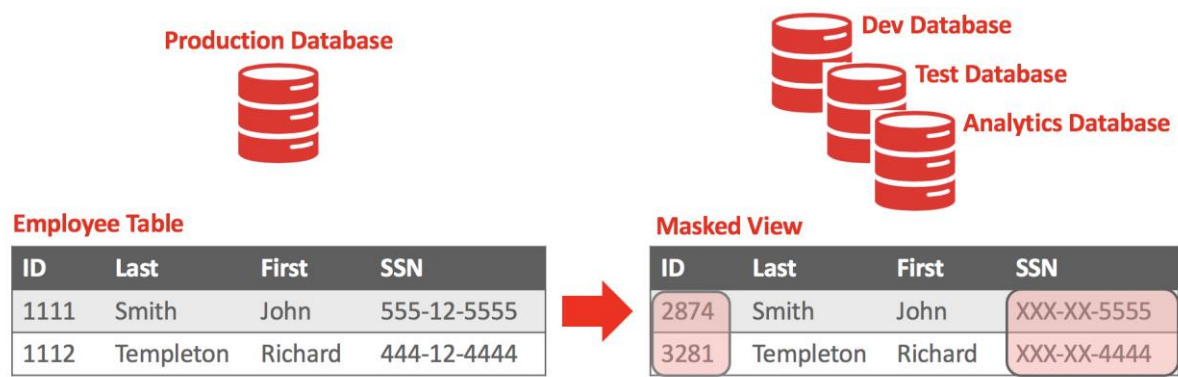 Production Database
Dev Database
Test Database
Analytics Database
Employee Table
ID Last First SSN
1111 Smith John 555-12-5555
1112 Templeton Richard 444-12-4444
Masked View
ID Last First SSN
2874 Smith John XXX-XX-5555
3281 Templeton Richard XXX-XX-4444